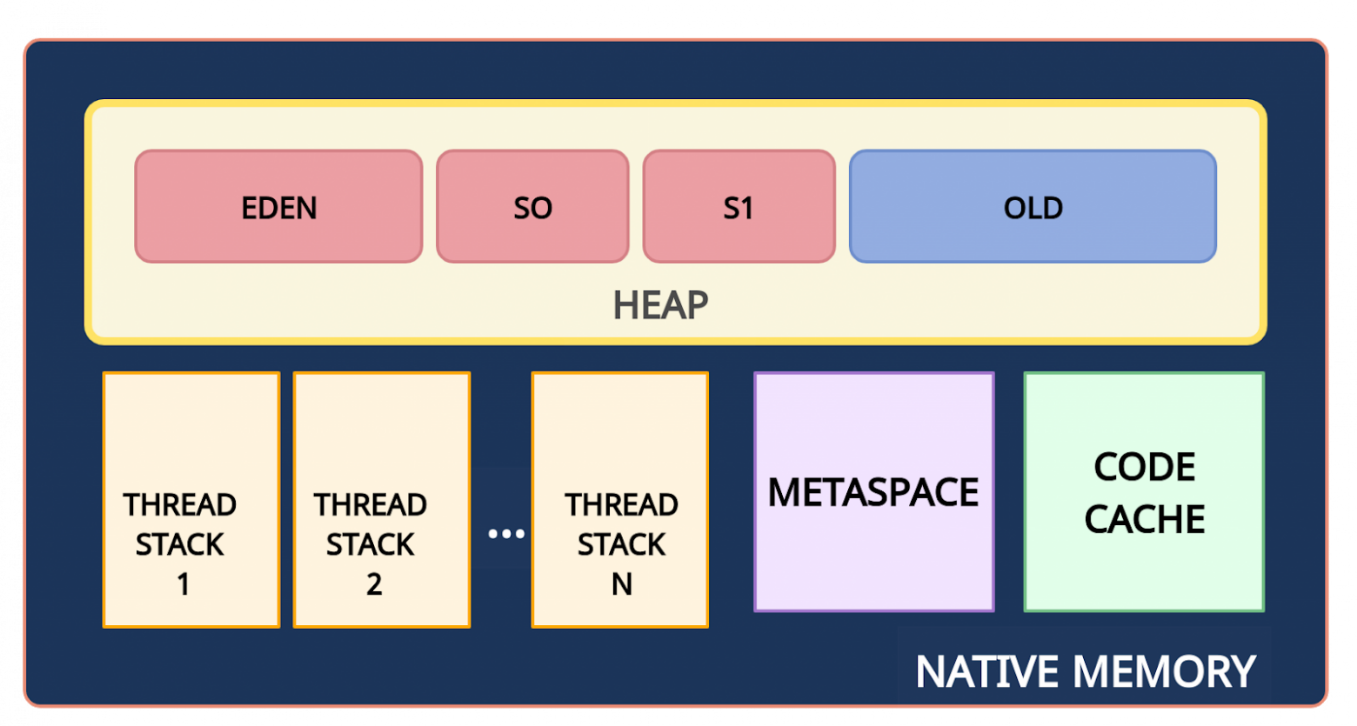 EDEN
SO
S1
OLD
HEAP
THREAD
STACK
1
THREAD
STACK
2
...
THREAD
STACK
N
METASPACE
CODE
CACHE
NATIVE MEMORY